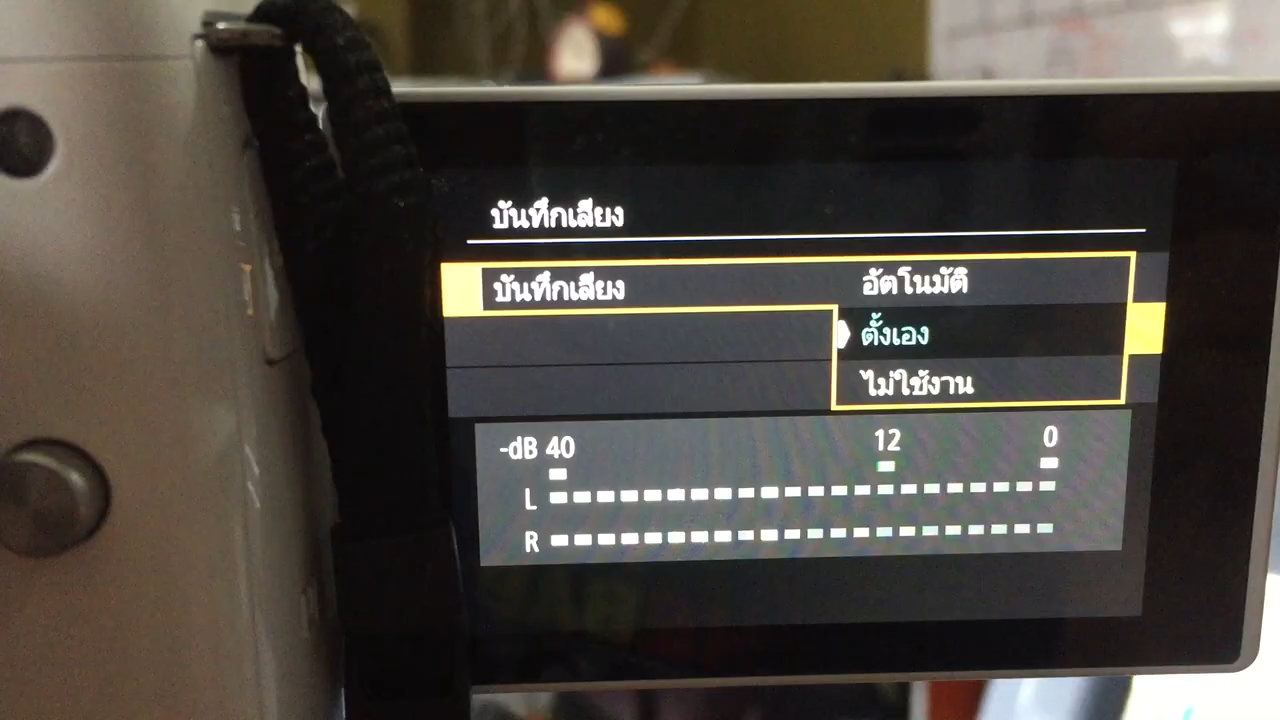 บันทึกเสียง
บันทึกเสียง อัตโนมัติ
ตั้งเอง
ไม่ใช้งาน
-dB 40 12 0
L
R